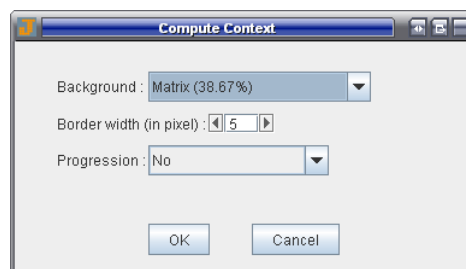 Compute Context
Background : Matrix (38.67%)
Border width (in pixel) : 5
Progression : No
OK Cancel